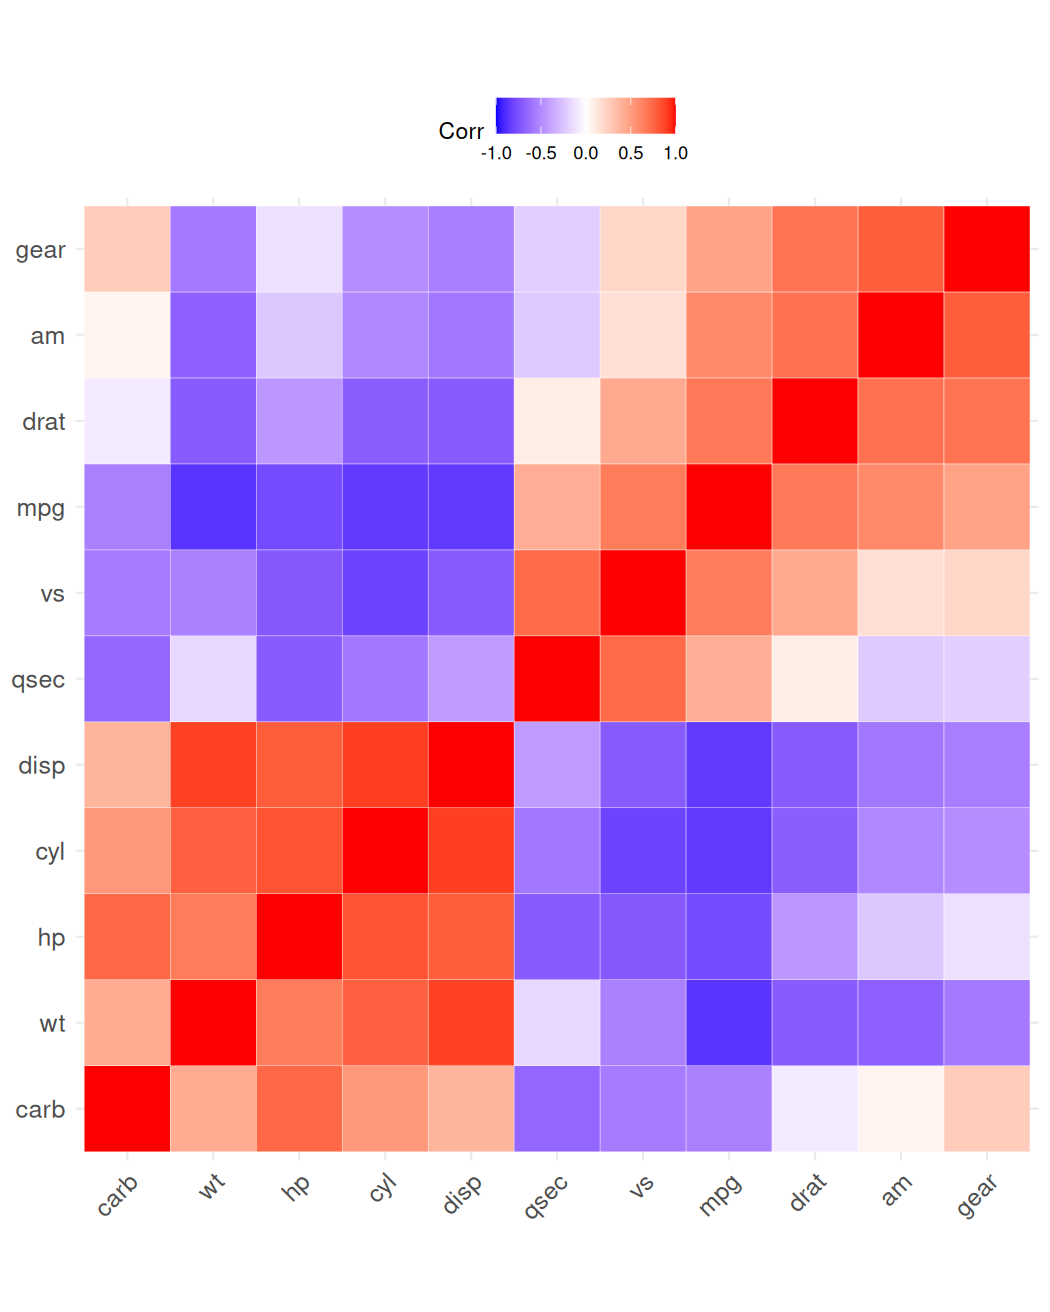 Corr
-1.0 -0.5 0.0 0.5 1.0
gear
am
drat
mpg
vs
qsec
disp
cyl
hp
wt
carb
carb wt hp cyl disp qsec vs mpg drat am gear